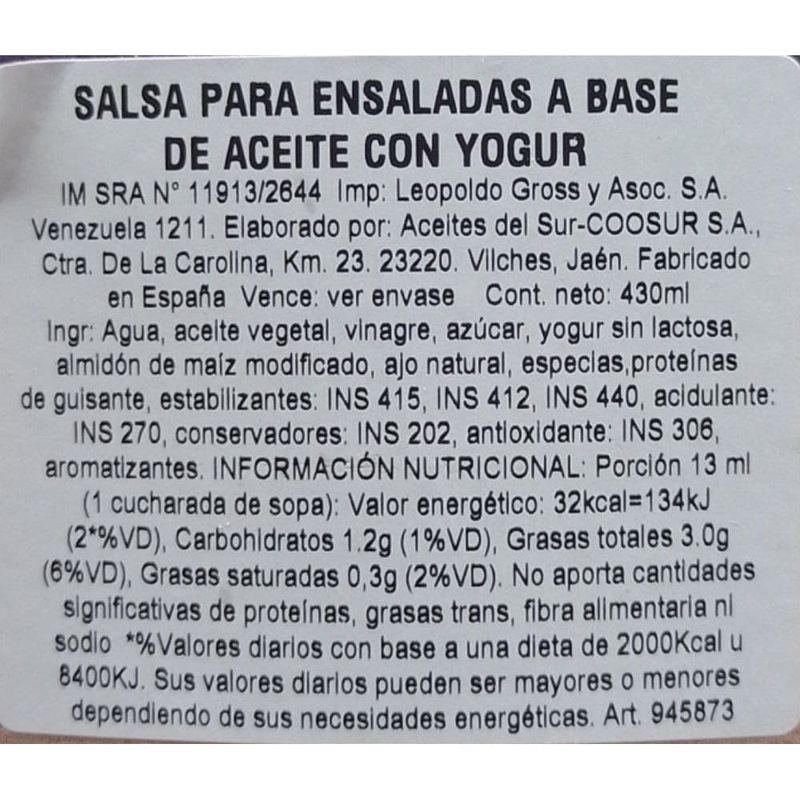 SALSA PARA ENSALADAS A BASE
DE ACEITE CON YOGUR
IM SRA N° 11913/2644 Imp: Leopoldo Gross y Asoc. S.A.
Venezuela 1211. Elaborado por: Aceites del Sur-COOSUR S.A.,
Ctra. De La Carolina, Km. 23. 23220. Vilches, Jaén. Fabricado
en España Vence: ver envase Cont. neto: 430ml
Ingr: Agua, aceite vegetal, vinagre, azúcar, yogur sin lactosa,
almidón de maíz modificado, ajo natural, especias,proteínas
de guisante, estabilizantes: INS 415, INS 412, INS 440, acidulante:
INS 270, conservadores: INS 202, antioxidante: INS 306,
aromatizantes. INFORMACIÓN NUTRICIONAL: Porción 13 ml
(1 cucharada de sopa): Valor energético: 32kcal=134kJ
(2*%VD), Carbohidratos 1.2g (1%VD), Grasas totales 3.0g
(6%VD), Grasas saturadas 0,3g (2%VD). No aporta cantidades
significativas de proteínas, grasas trans, fibra alimentaria ni
sodio *%Valores diarios con base a una dieta de 2000Kcal u
8400KJ. Sus valores diarios pueden ser mayores o menores
dependiendo de sus necesidades energéticas. Art. 945873